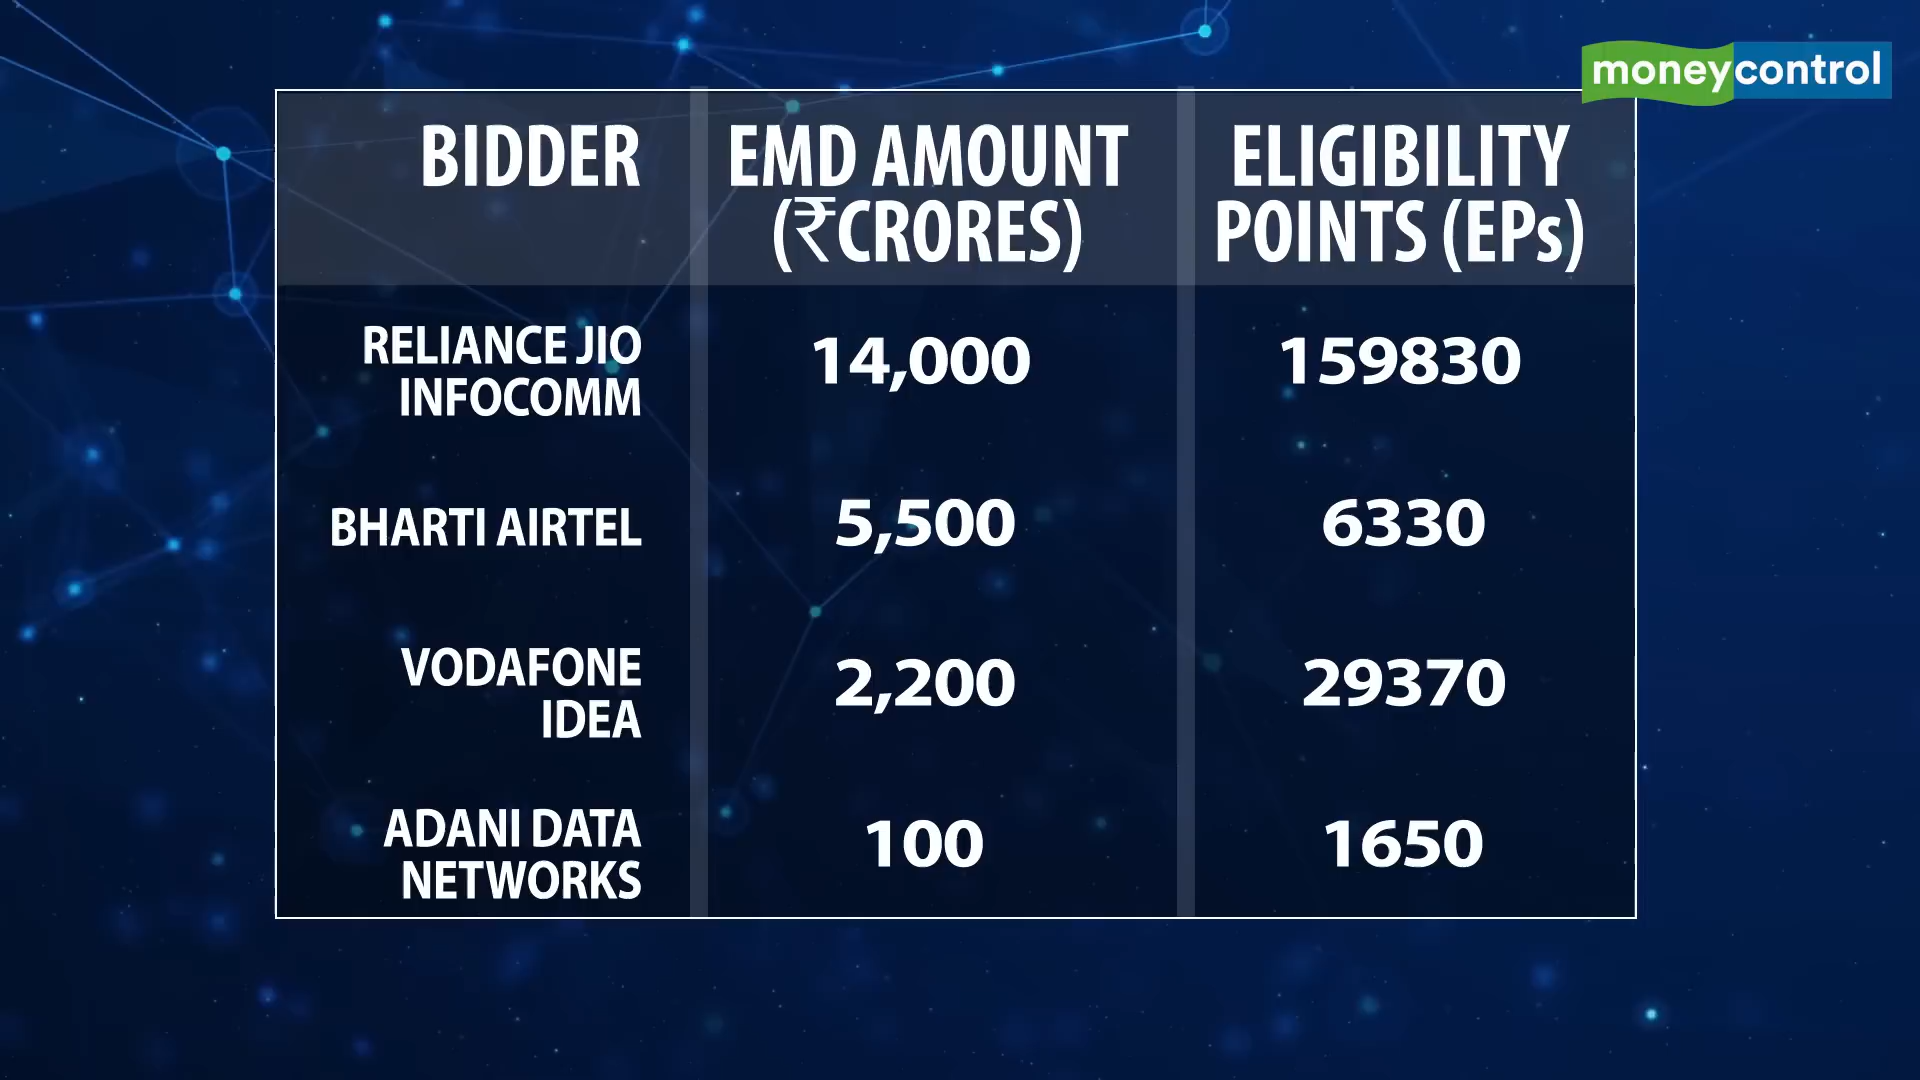 moneycontrol
BIDDER
EMD AMOUNT
(₹CRORES)
ELIGIBILITY
POINTS (EPs)
RELIANCE JIO
INFOCOMM
14,000
159830
BHARTI AIRTEL
5,500
6330
VODAFONE
IDEA
2,200
29370
ADANI DATA
NETWORKS
100
1650